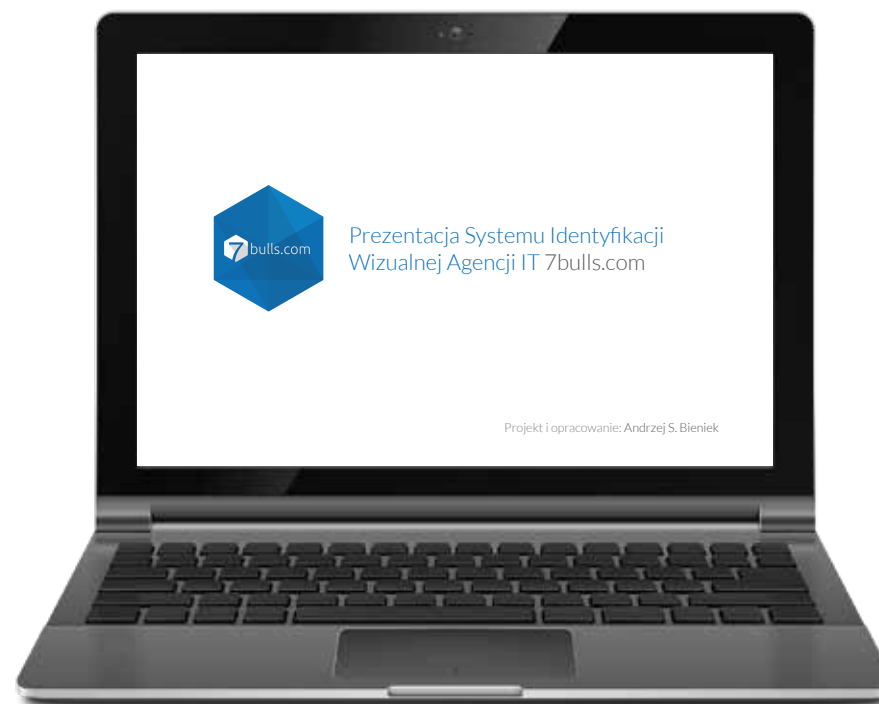 7bulls.com
Prezentacja Systemu Identyfikacji
Wizualnej Agencji IT 7bulls.com
Projekt i opracowanie: Andrzej S. Bieniek